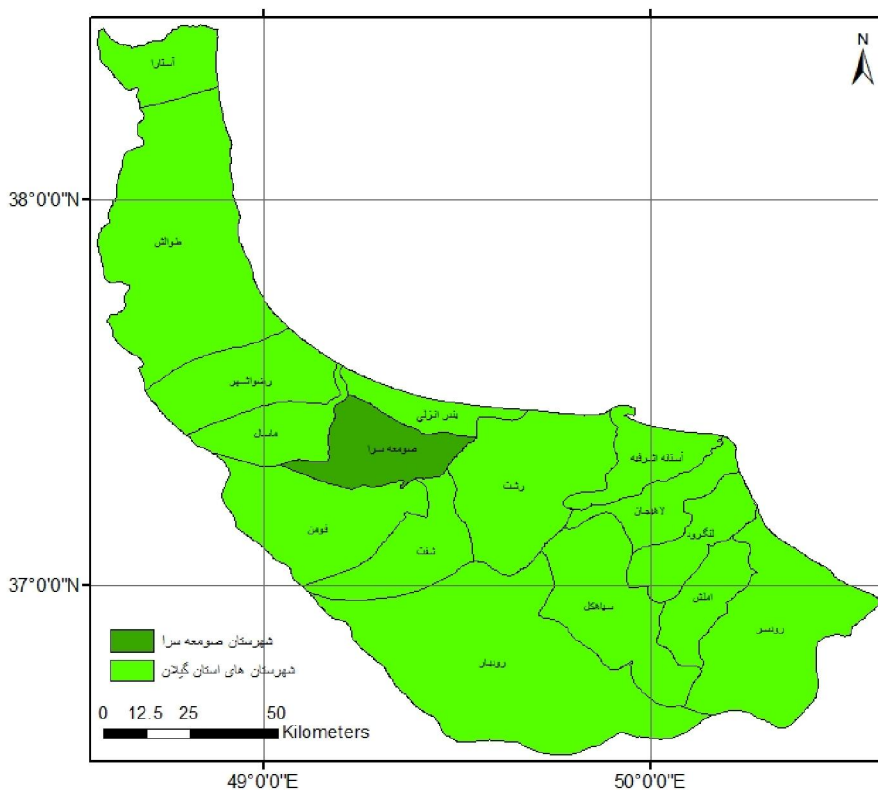 N
38°0'0"N
37°0'0"N
49°0'0"E
50°0'0"E
آستارا
طوالش
رضوانشهر
ماسال
بندر انزلی
صومعه سرا
رشت
آستانه اشرفیه
لاهیجان
لنگرود
فومن
شفت
سیاهکل
املش
رودسر
رودبار
شهرستان صومعه سرا
شهرستان های استان گیلان
0 12.5 25 50
Kilometers